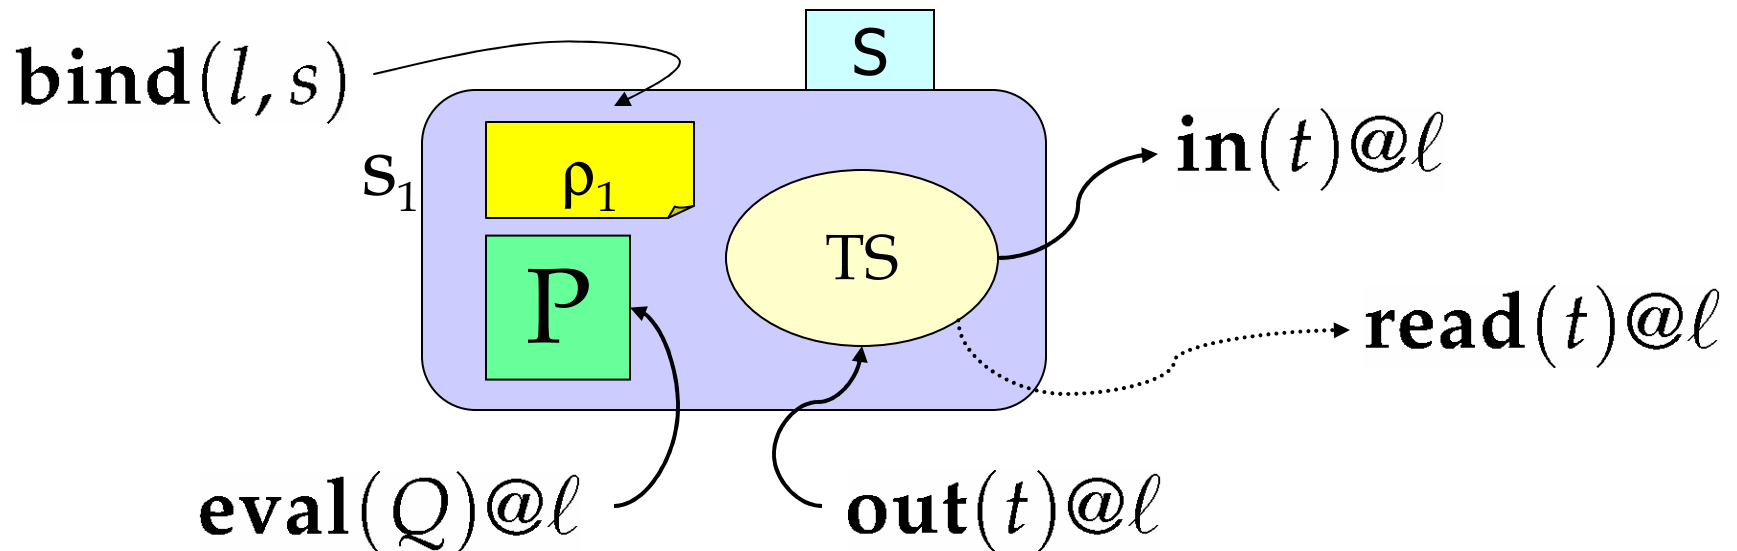 S
bind(l, s)
in(t)@ℓ
s₁
ρ₁
TS
P
read(t)@ℓ
eval(Q)@ℓ
out(t)@ℓ